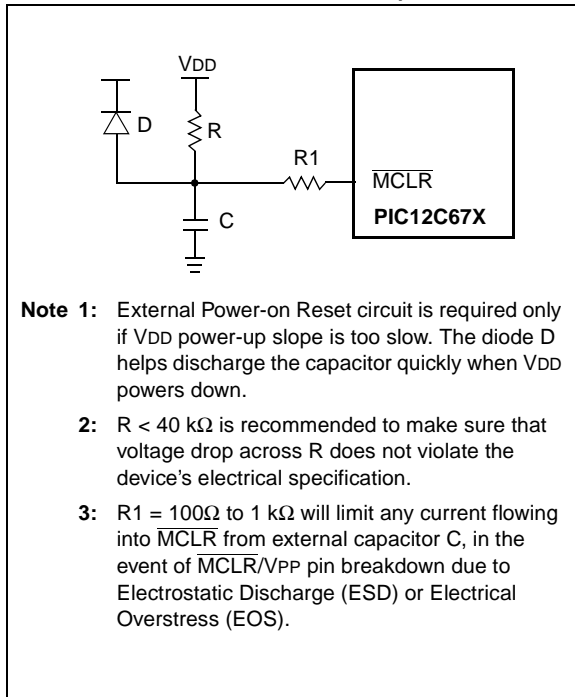 VDD
D
R
R1
MCLR
C
PIC12C67X
Note 1: External Power-on Reset circuit is required only
if VDD power-up slope is too slow. The diode D
helps discharge the capacitor quickly when VDD
powers down.
2: R < 40 kΩ is recommended to make sure that
voltage drop across R does not violate the
device's electrical specification.
3: R1 = 100Ω to 1 kΩ will limit any current flowing
into MCLR from external capacitor C, in the
event of MCLR/VPP pin breakdown due to
Electrostatic Discharge (ESD) or Electrical
Overstress (EOS).